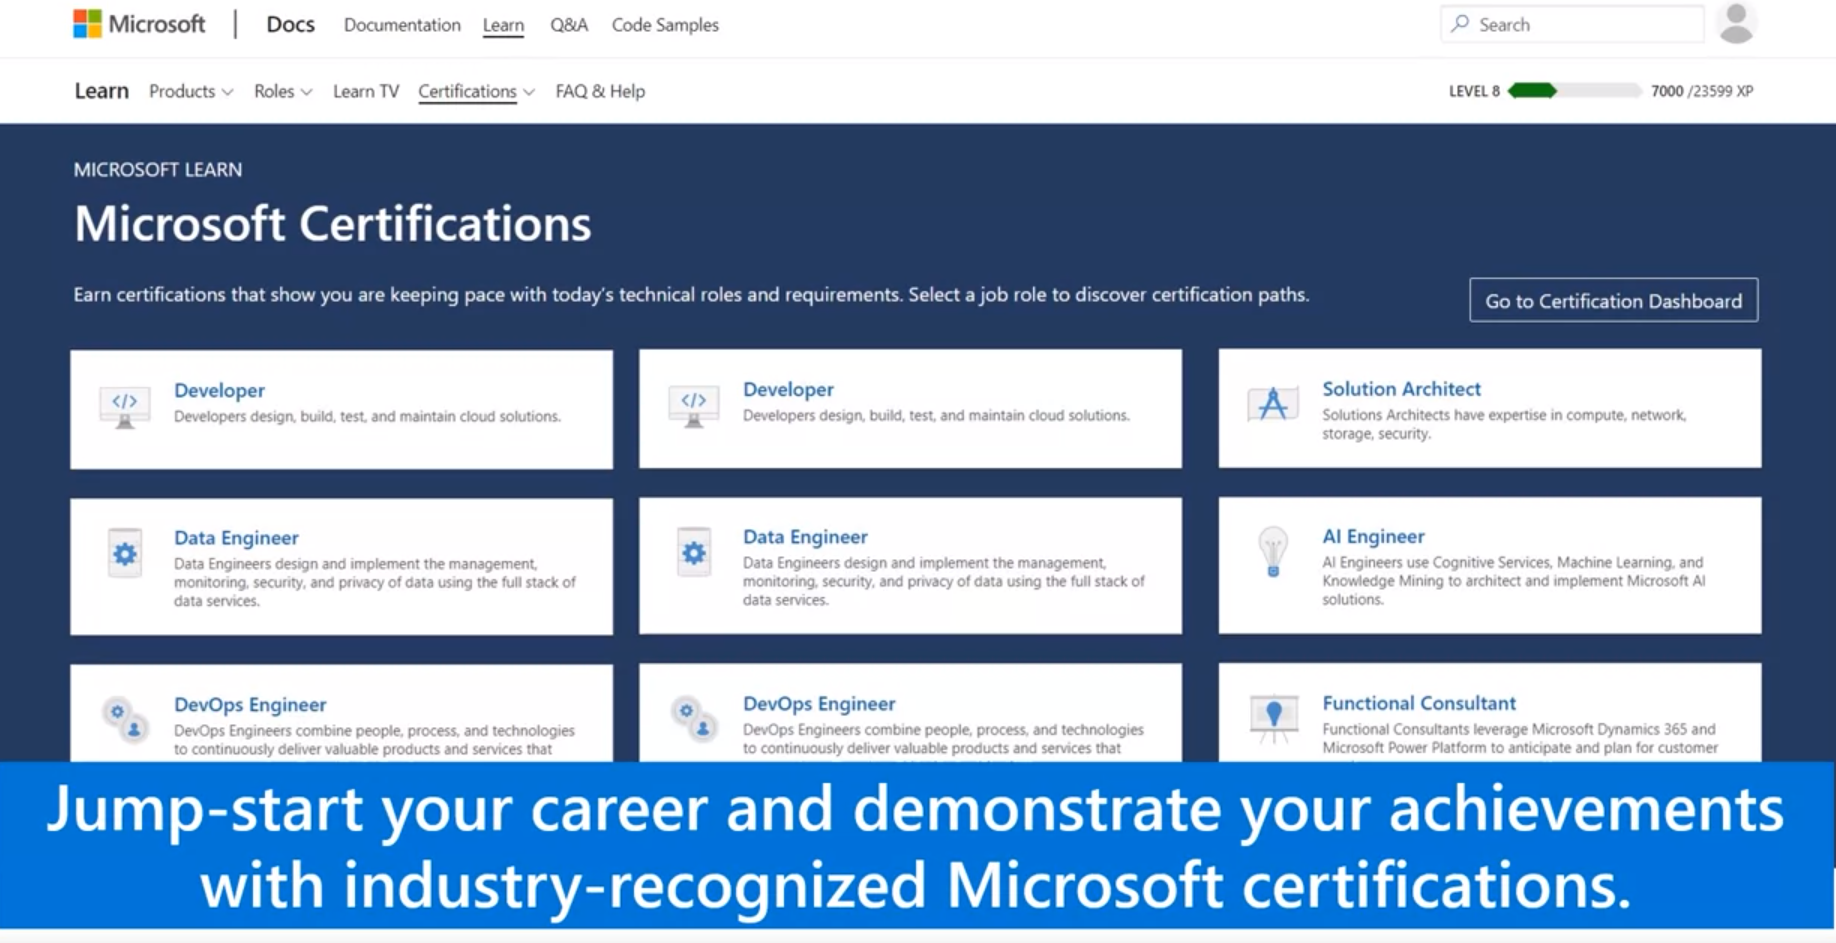 Microsoft | Docs Documentation Learn Q&A Code Samples Search
Learn Products Roles Learn TV Certifications FAQ & Help LEVEL 8 7000 /23599 XP
MICROSOFT LEARN
Microsoft Certifications
Earn certifications that show you are keeping pace with today's technical roles and requirements. Select a job role to discover certification paths.
Go to Certification Dashboard
</> Developer
Developers design, build, test, and maintain cloud solutions.
</> Developer
Developers design, build, test, and maintain cloud solutions.
Solution Architect
Solutions Architects have expertise in compute, network,
storage, security.
Data Engineer
Data Engineers design and implement the management,
monitoring, security, and privacy of data using the full stack of
data services.
Data Engineer
Data Engineers design and implement the management,
monitoring, security, and privacy of data using the full stack of
data services.
AI Engineer
AI Engineers use Cognitive Services, Machine Learning, and
Knowledge Mining to architect and implement Microsoft AI
solutions.
DevOps Engineer
DevOps Engineers combine people, process, and technologies
to continuously deliver valuable products and services that
DevOps Engineer
DevOps Engineers combine people, process, and technologies
to continuously deliver valuable products and services that
Functional Consultant
Functional Consultants leverage Microsoft Dynamics 365 and
Microsoft Power Platform to anticipate and plan for customer
Jump-start your career and demonstrate your achievements
with industry-recognized Microsoft certifications.